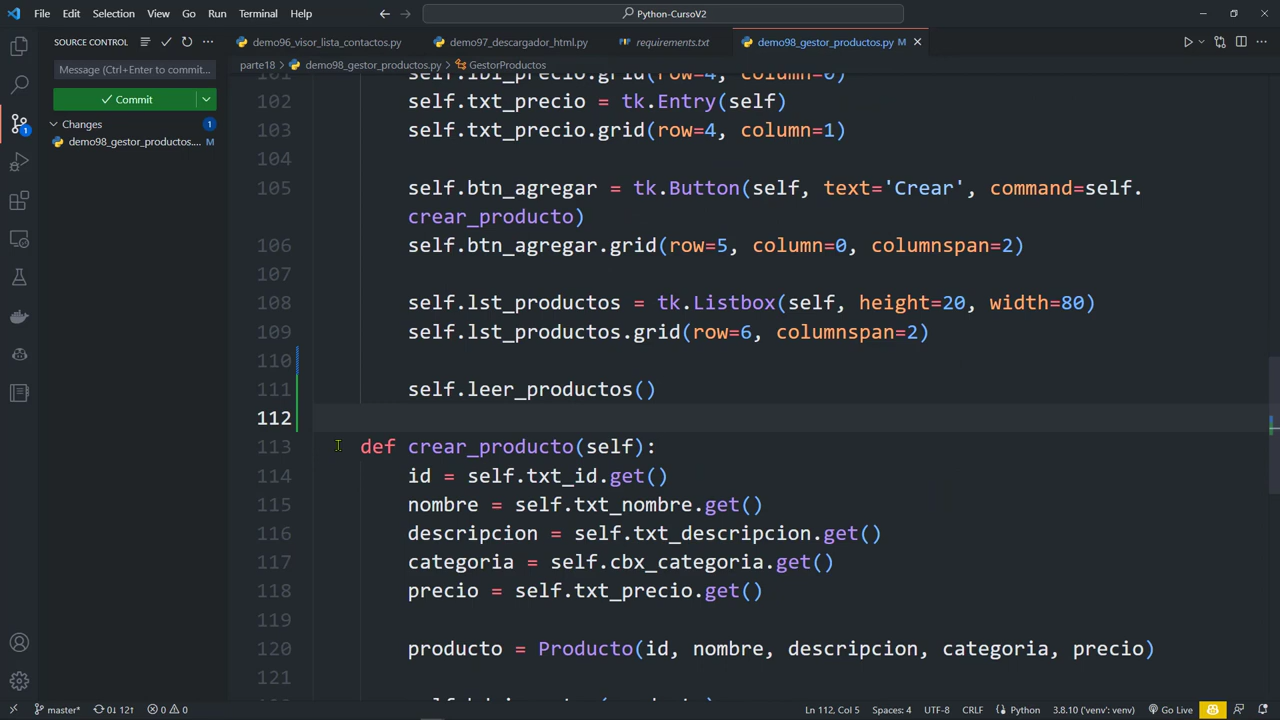 File Edit Selection View Go Run Terminal Help
Python-CursoV2
SOURCE CONTROL
demo96_visor_lista_contactos.py demo97_descargador_html.py requirements.txt demo98_gestor_productos.py M
parte18 > demo98_gestor_productos.py > GestorProductos
Message (Ctrl+Enter to commit...
Commit
Changes 1
demo98_gestor_productos.... M
1
101 self.lbl_precio.grid(row=4, column=0)
102 self.txt_precio = tk.Entry(self)
103 self.txt_precio.grid(row=4, column=1)
104
105 self.btn_agregar = tk.Button(self, text='Crear', command=self.
crear_producto)
106 self.btn_agregar.grid(row=5, column=0, columnspan=2)
107
108 self.lst_productos = tk.Listbox(self, height=20, width=80)
109 self.lst_productos.grid(row=6, columnspan=2)
110
111 self.leer_productos()
112
113 def crear_producto(self):
114 id = self.txt_id.get()
115 nombre = self.txt_nombre.get()
116 descripcion = self.txt_descripcion.get()
117 categoria = self.cbx_categoria.get()
118 precio = self.txt_precio.get()
119
120 producto = Producto(id, nombre, descripcion, categoria, precio)
121
master* 0↓ 12↑ 0 0 Ln 112, Col 5 Spaces: 4 UTF-8 CRLF Python 3.8.10 ('venv': venv) Go Live